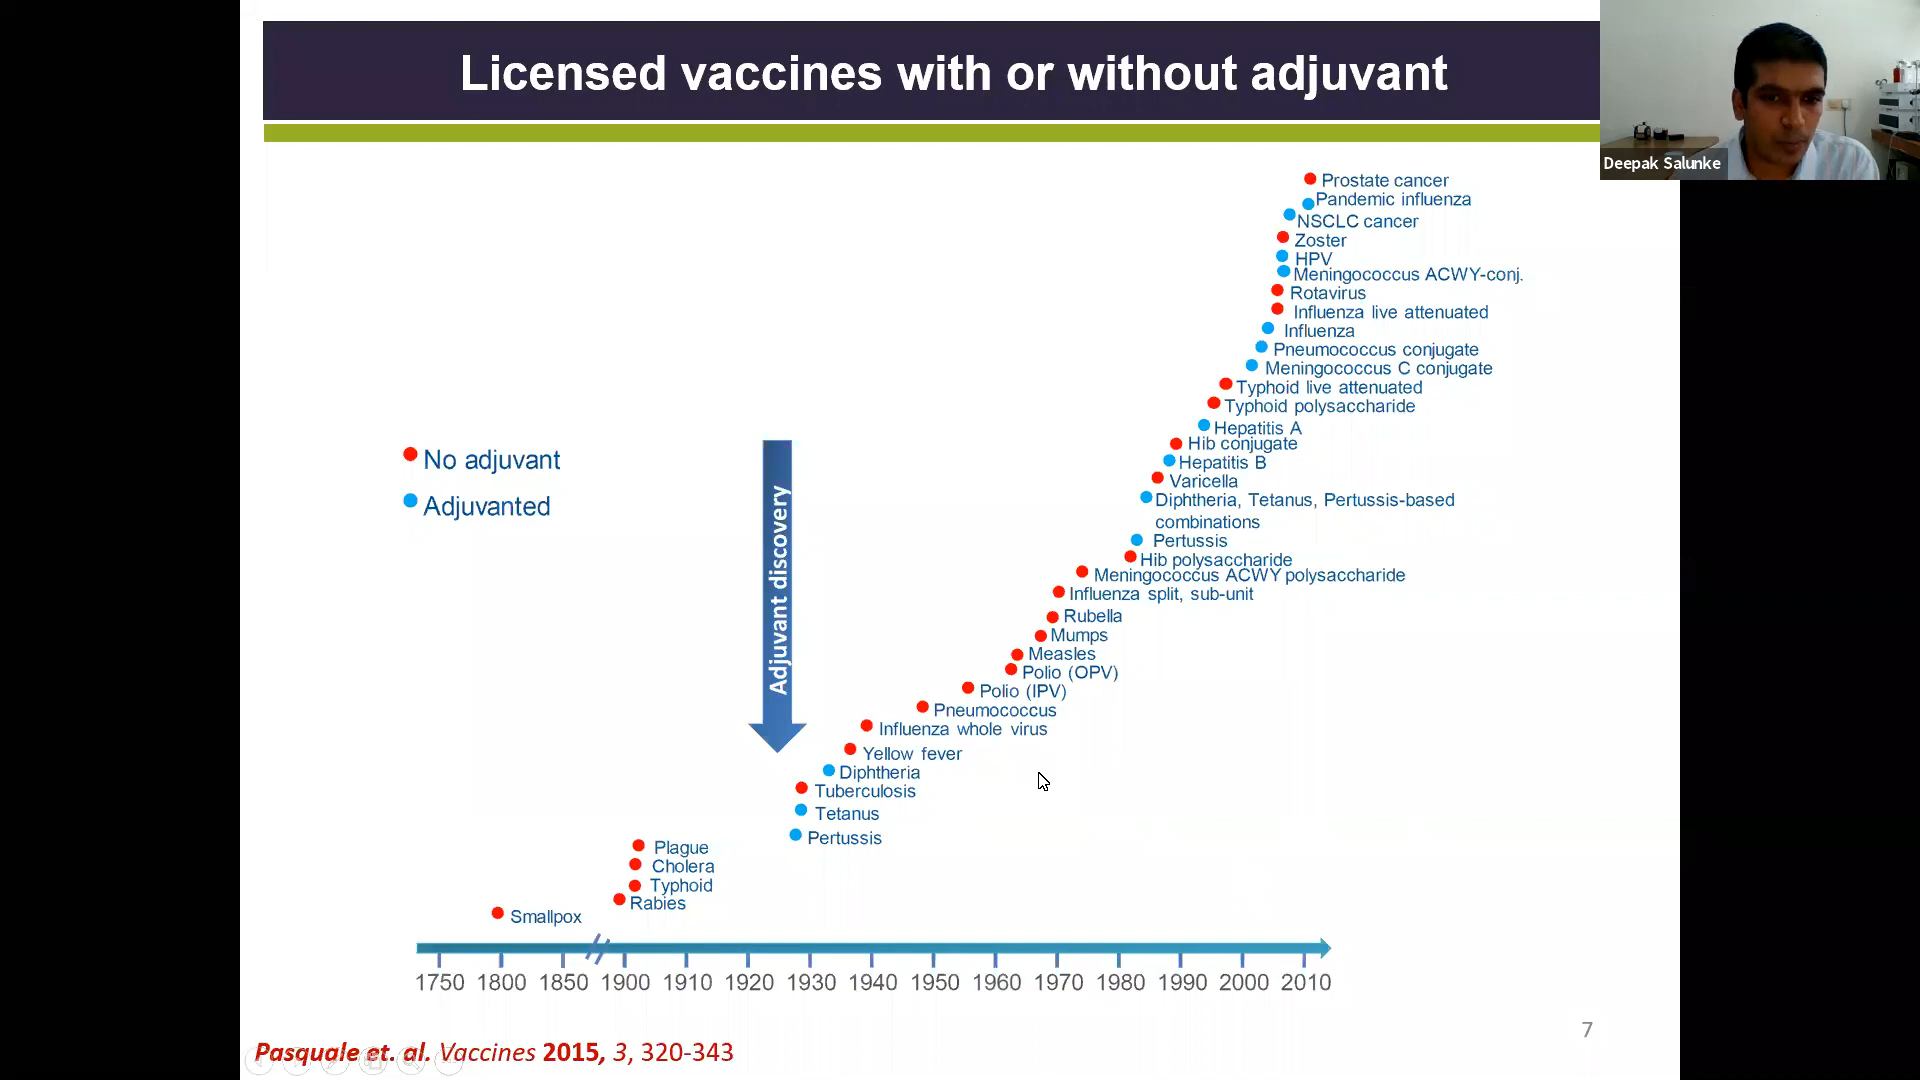 Licensed vaccines with or without adjuvant
Deepak Salunke
Prostate cancer
Pandemic influenza
NSCLC cancer
Zoster
HPV
Meningococcus ACWY-conj.
Rotavirus
Influenza live attenuated
Influenza
Pneumococcus conjugate
Meningococcus C conjugate
Typhoid live attenuated
Typhoid polysaccharide
Hepatitis A
Hib conjugate
Hepatitis B
Varicella
Diphtheria, Tetanus, Pertussis-based
combinations
Pertussis
Hib polysaccharide
Meningococcus ACWY polysaccharide
Influenza split, sub-unit
Rubella
Mumps
Measles
Polio (OPV)
Polio (IPV)
Pneumococcus
Influenza whole virus
Yellow fever
Diphtheria
Tuberculosis
Tetanus
Pertussis
Plague
Cholera
Typhoid
Rabies
Smallpox
No adjuvant
Adjuvanted
Adjuvant discovery
1750 1800 1850 1900 1910 1920 1930 1940 1950 1960 1970 1980 1990 2000 2010
7
Pasquale et. al. Vaccines 2015, 3, 320-343